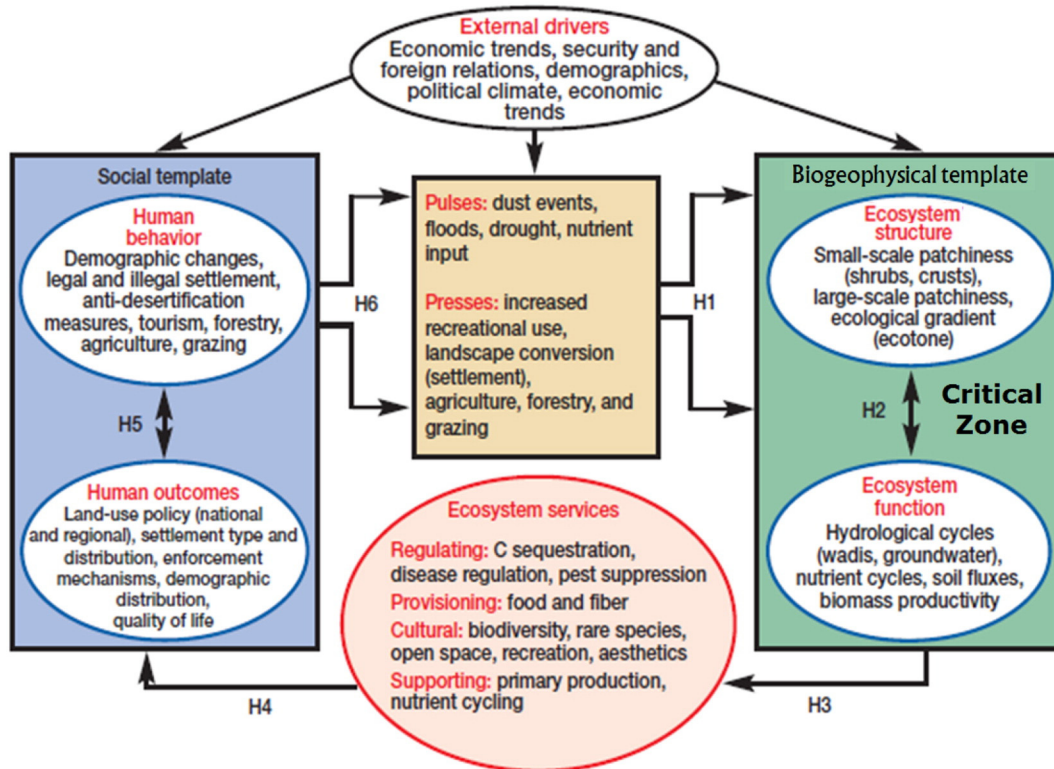 External drivers
Economic trends, security and
foreign relations, demographics,
political climate, economic
trends
Social template
Human
behavior
Demographic changes,
legal and illegal settlement,
anti-desertification
measures, tourism, forestry,
agriculture, grazing
H5
Human outcomes
Land-use policy (national
and regional), settlement type and
distribution, enforcement
mechanisms, demographic
distribution,
quality of life
H6
Pulses: dust events,
floods, drought, nutrient
input
Presses: increased
recreational use,
landscape conversion
(settlement),
agriculture, forestry, and
grazing
H1
Biogeophysical template
Ecosystem
structure
Small-scale patchiness
(shrubs, crusts),
large-scale patchiness,
ecological gradient
(ecotone)
H2
Critical
Zone
Ecosystem
function
Hydrological cycles
(wadis, groundwater),
nutrient cycles, soil fluxes,
biomass productivity
Ecosystem services
Regulating: C sequestration,
disease regulation, pest suppression
Provisioning: food and fiber
Cultural: biodiversity, rare species,
open space, recreation, aesthetics
Supporting: primary production,
nutrient cycling
H4
H3